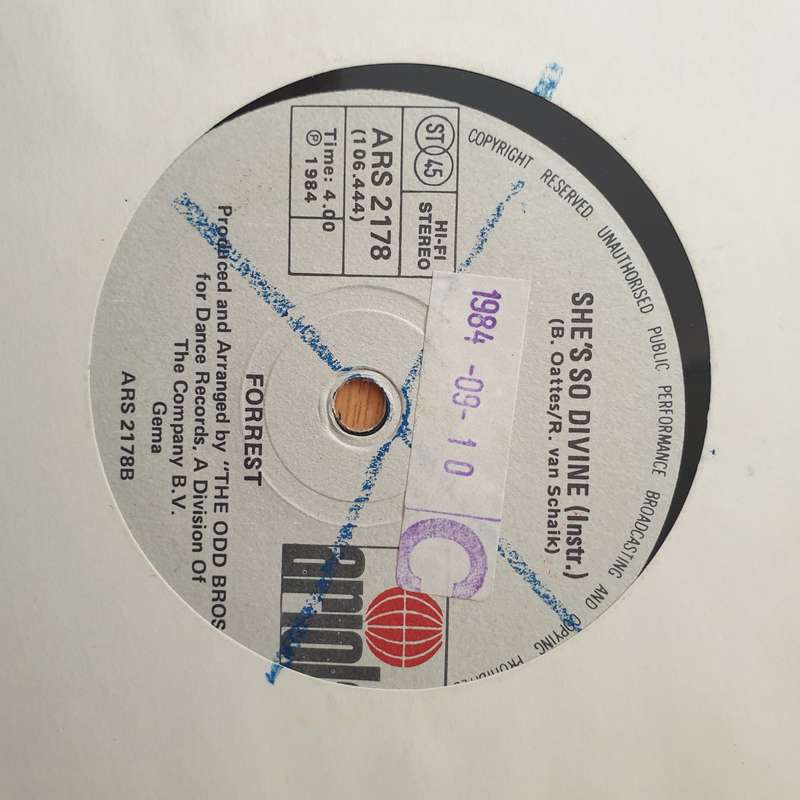 COPYRIGHT RESERVED UNAUTHORISED PUBLIC PERFORMANCE BROADCASTING AND COPYING
SHE'S SO DIVINE (Instr.)
(B. Oattes/R. van Schaik)
1984 -09- 10
C
ST 45
HI-FI
STEREO
ARS 2178
(106.444)
Time: 4.00
℗ 1984
FORREST
Produced and Arranged by "THE ODD BROS
for Dance Records, A Division Of
The Company B.V.
Gema
ARS 2178B